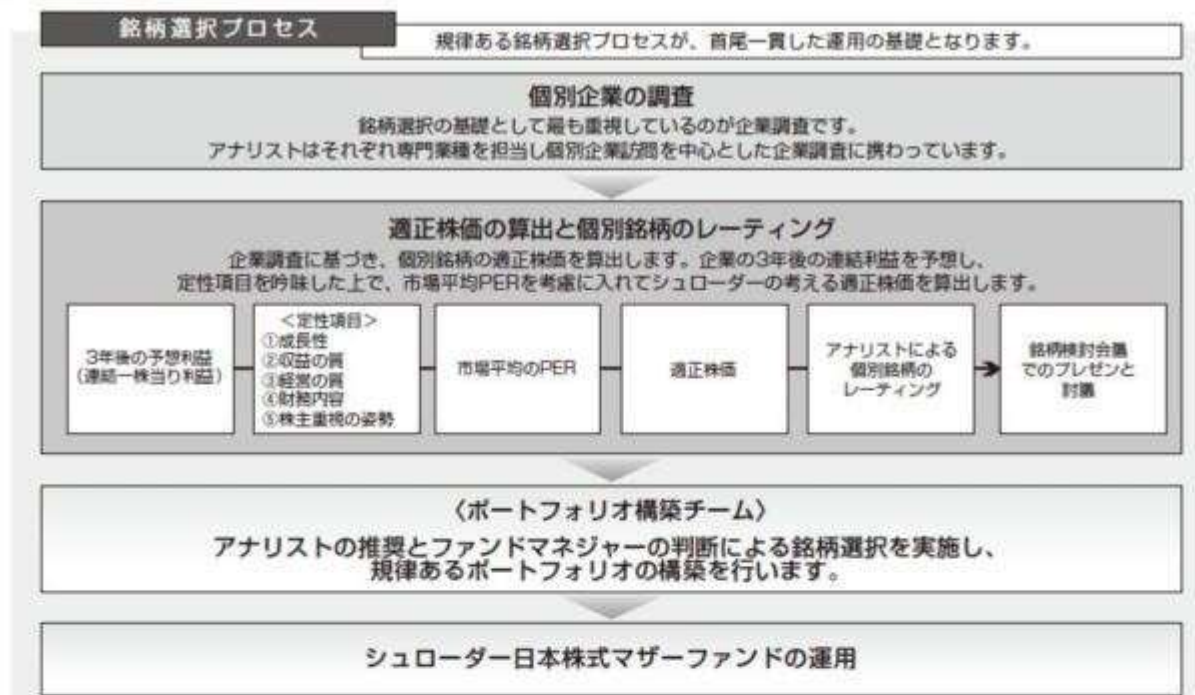 銘柄選択プロセス
規律ある銘柄選択プロセスが、首尾一貫した運用の基礎となります。
個別企業の調査
銘柄選択の基礎として最も重視しているのが企業調査です。
アナリストはそれぞれ専門業種を担当し個別企業訪問を中心とした企業調査に携わっています。
適正株価の算出と個別銘柄のレーティング
企業調査に基づき、個別銘柄の適正株価を算出します。企業の3年後の連結利益を予想し、
定性項目を吟味した上で、市場平均PERを考慮に入れてシュローダーの考える適正株価を算出します。
3年後の予想利益
(連結一株当り利益)
<定性項目>
①成長性
②収益の質
③経営の質
④財務内容
⑤株主重視の姿勢
市場平均のPER
適正株価
アナリストによる
個別銘柄の
レーティング
銘柄検討会議
でのプレゼンと
討議
〈ポートフォリオ構築チーム〉
アナリストの推奨とファンドマネジャーの判断による銘柄選択を実施し、
規律あるポートフォリオの構築を行います。
シュローダー日本株式マザーファンドの運用